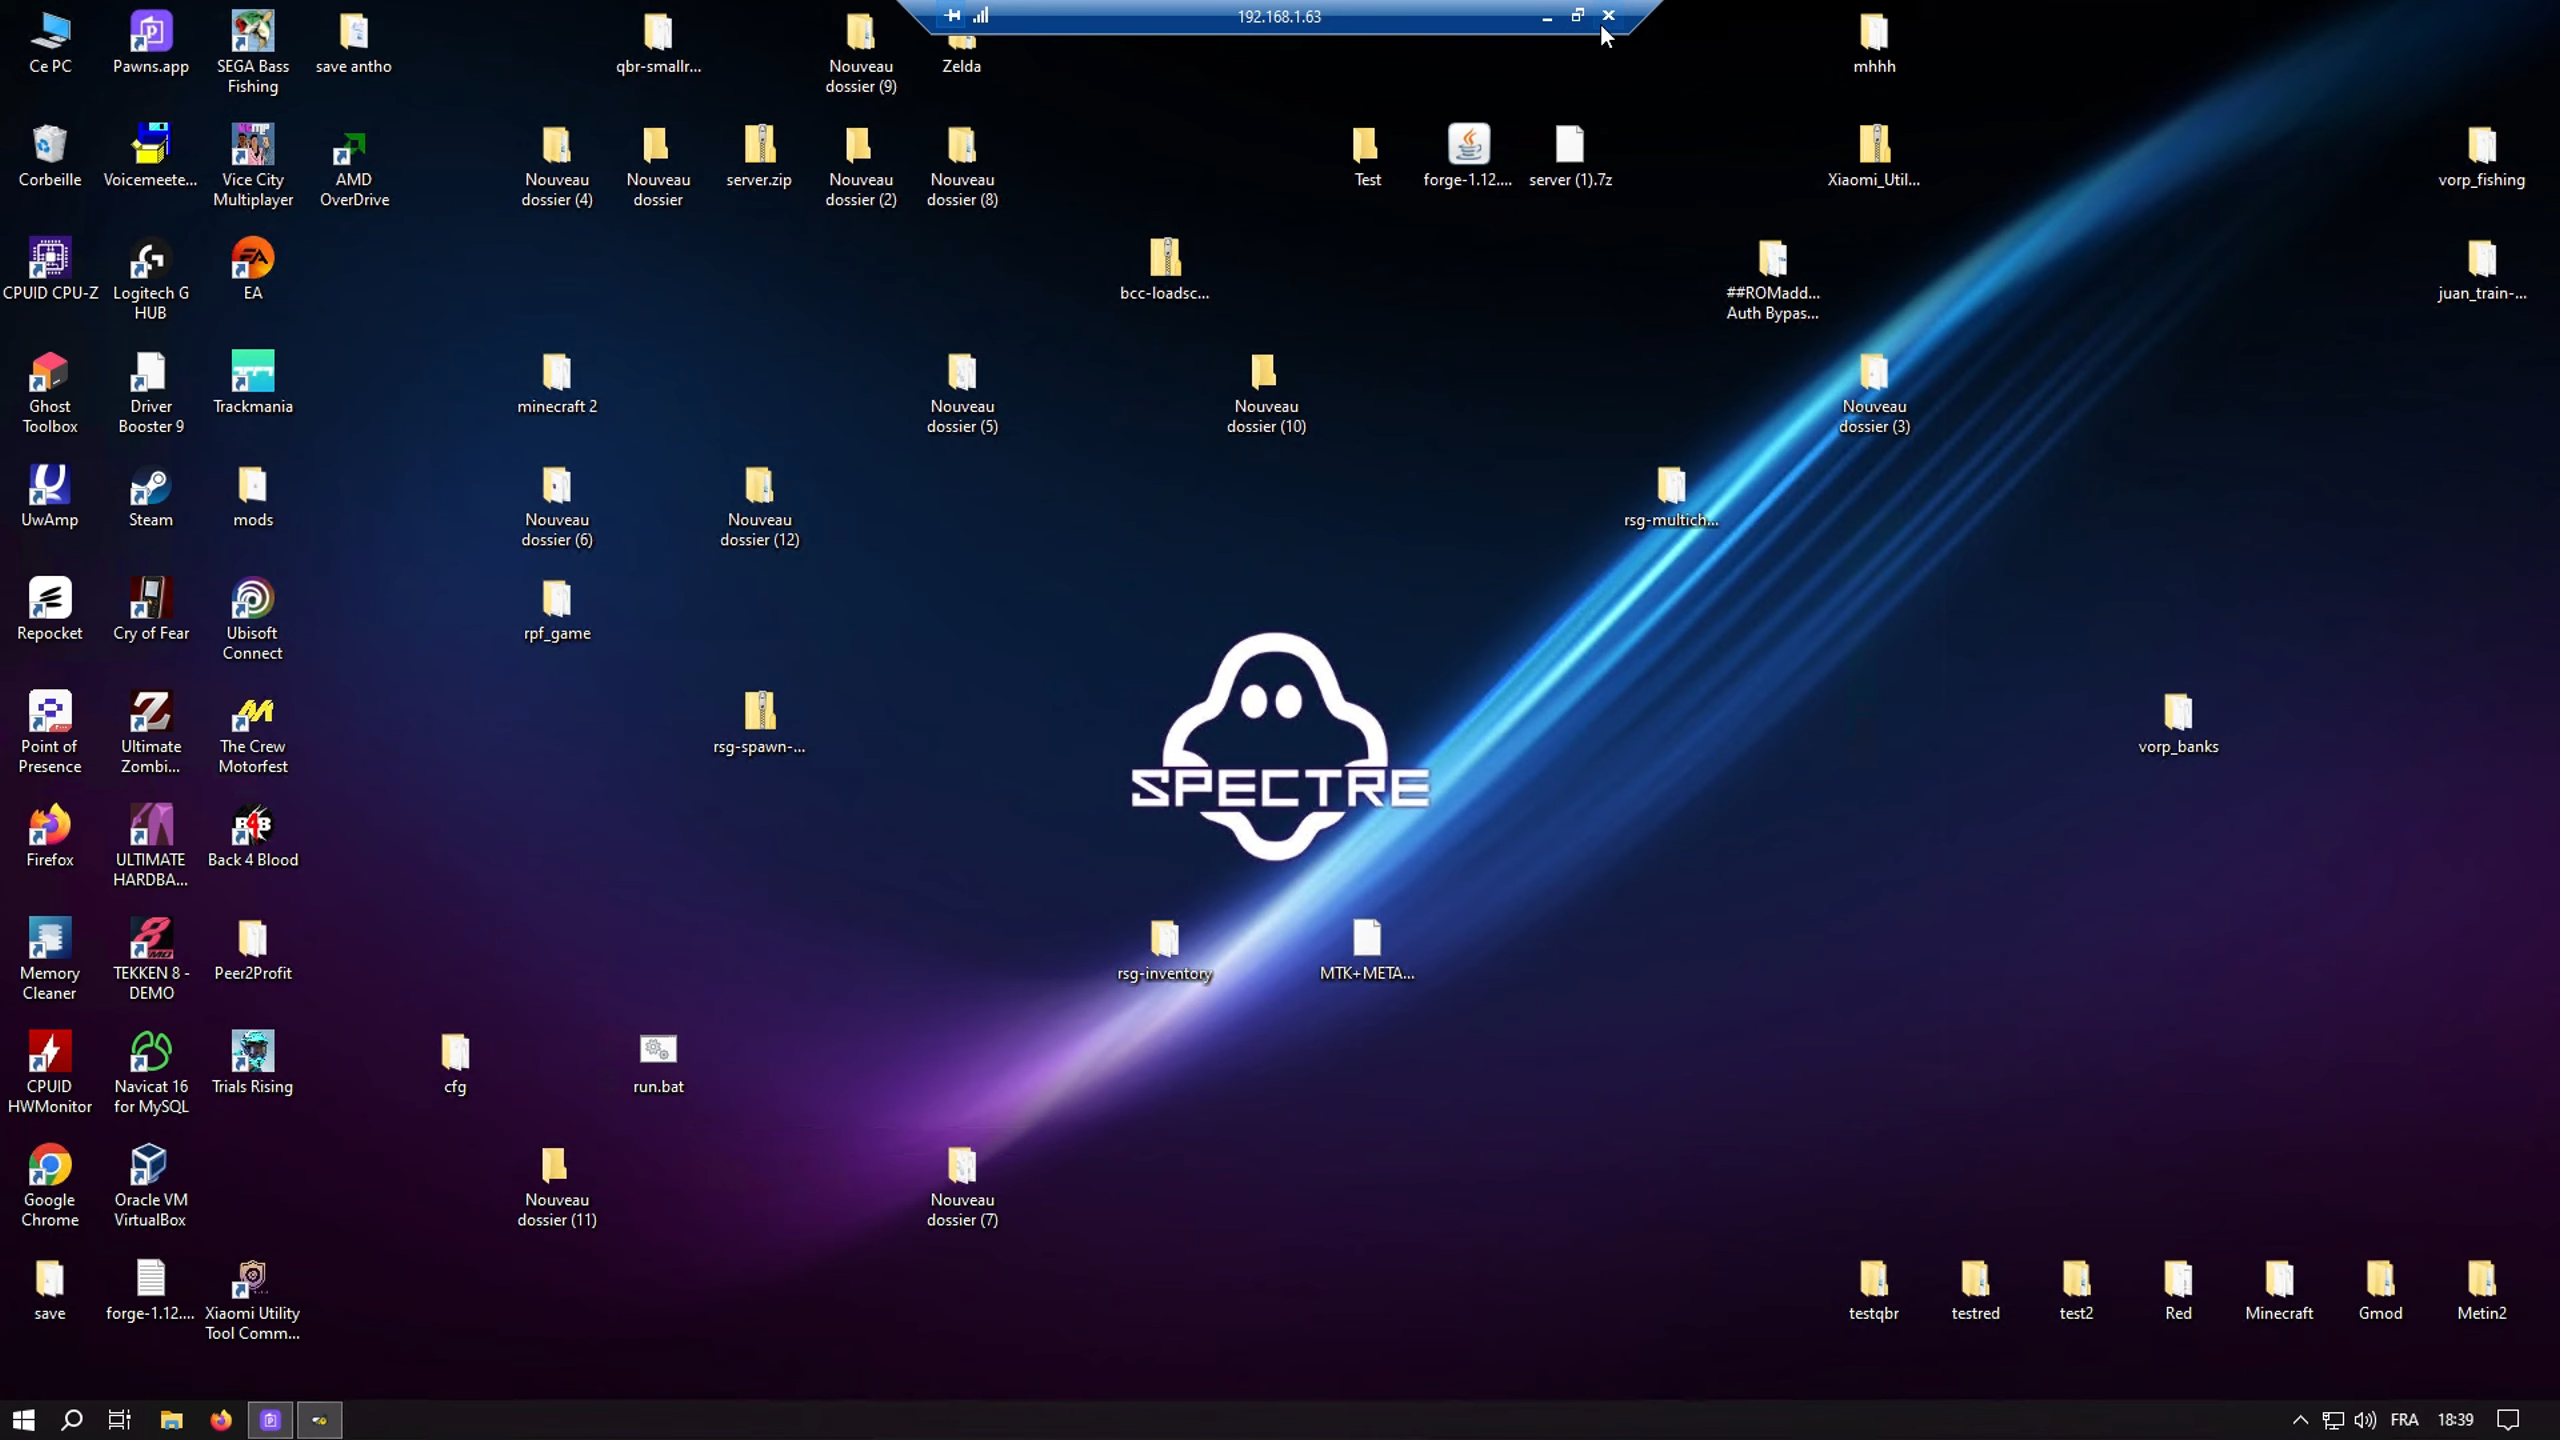 192.168.1.63
Ce PC
Pawns.app
SEGA Bass
Fishing
save antho
qbr-smallr...
Nouveau
dossier (9)
Zelda
mhhh
Corbeille
Voicemeete...
Vice City
Multiplayer
AMD
OverDrive
Nouveau
dossier (4)
Nouveau
dossier
server.zip
Nouveau
dossier (2)
Nouveau
dossier (8)
Test
forge-1.12....
server (1).7z
Xiaomi_Util...
vorp_fishing
CPUID CPU-Z
Logitech G
HUB
EA
bcc-loadsc...
##ROMadd...
Auth Bypas...
juan_train-...
Ghost
Toolbox
Driver
Booster 9
Trackmania
minecraft 2
Nouveau
dossier (5)
Nouveau
dossier (10)
Nouveau
dossier (3)
UwAmp
Steam
mods
Nouveau
dossier (6)
Nouveau
dossier (12)
rsg-multich...
Repocket
Cry of Fear
Ubisoft
Connect
rpf_game
Point of
Presence
Ultimate
Zombi...
The Crew
Motorfest
rsg-spawn-...
SPECTRE
vorp_banks
Firefox
ULTIMATE
HARDBA...
B4B
Back 4 Blood
Memory
Cleaner
TEKKEN 8 -
DEMO
Peer2Profit
rsg-inventory
MTK+META...
CPUID
HWMonitor
Navicat 16
for MySQL
Trials Rising
cfg
run.bat
Google
Chrome
Oracle VM
VirtualBox
Nouveau
dossier (11)
Nouveau
dossier (7)
save
forge-1.12....
Xiaomi Utility
Tool Comm...
testqbr
testred
test2
Red
Minecraft
Gmod
Metin2
FRA
18:39